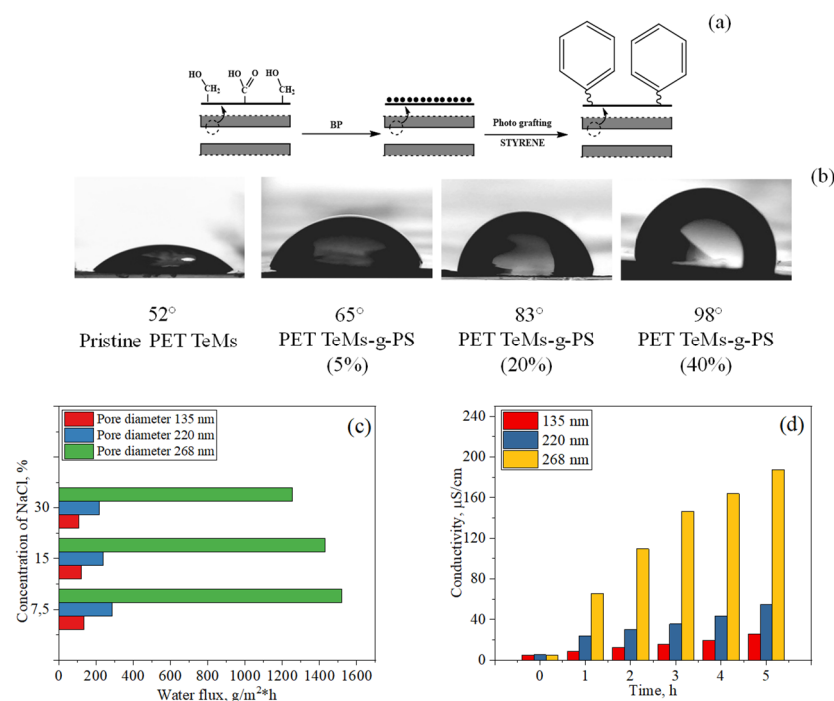 (a)
HO
CH₂
HO
O
C
HO
CH₂
BP
Photo grafting
STYRENE
(b)
52°
Pristine PET TeMs
65°
PET TeMs-g-PS
(5%)
83°
PET TeMs-g-PS
(20%)
98°
PET TeMs-g-PS
(40%)
(c)
Pore diameter 135 nm
Pore diameter 220 nm
Pore diameter 268 nm
Concentration of NaCl, %
30
15
7,5
0 200 400 600 800 1000 1200 1400 1600
Water flux, g/m²*h
(d)
135 nm
220 nm
268 nm
Conductivity, µS/cm
240
200
160
120
80
40
0
0 1 2 3 4 5
Time, h